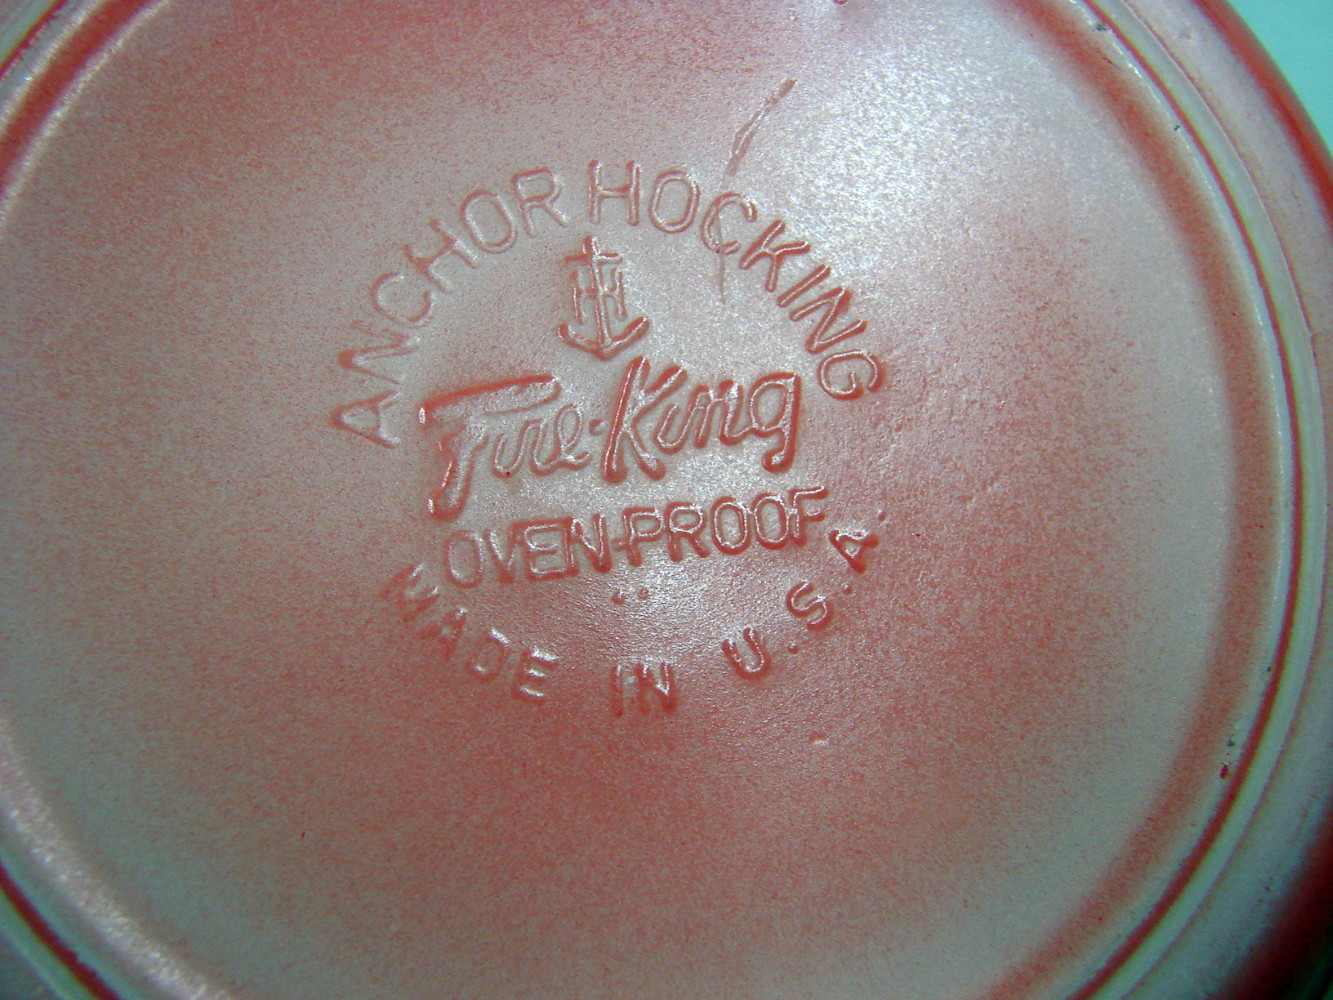 ANCHOR HOCKING
H
Fire-King
OVEN-PROOF
MADE IN U.S.A.